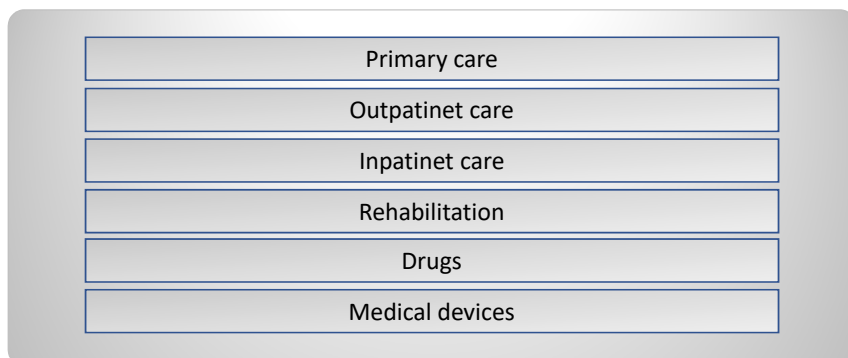 Primary care
Outpatinet care
Inpatinet care
Rehabilitation
Drugs
Medical devices